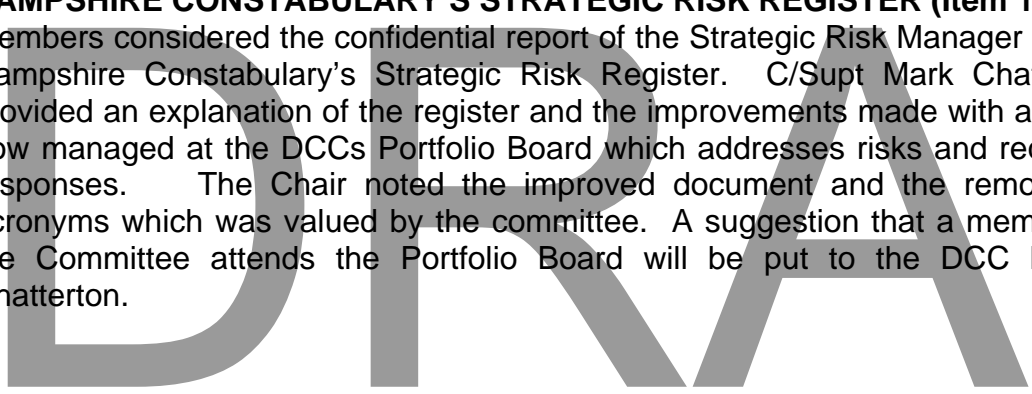 AMPSHIRE CONSTABULARY'S STRATEGIC RISK REGISTER (Item 1
embers considered the confidential report of the Strategic Risk Manager
ampshire Constabulary's Strategic Risk Register. C/Supt Mark Chat
ovided an explanation of the register and the improvements made with a
ow managed at the DCCs Portfolio Board which addresses risks and rec
sponses. The Chair noted the improved document and the remo
cronyms which was valued by the committee. A suggestion that a mem
e Committee attends the Portfolio Board will be put to the DCC
hatterton.
DRA